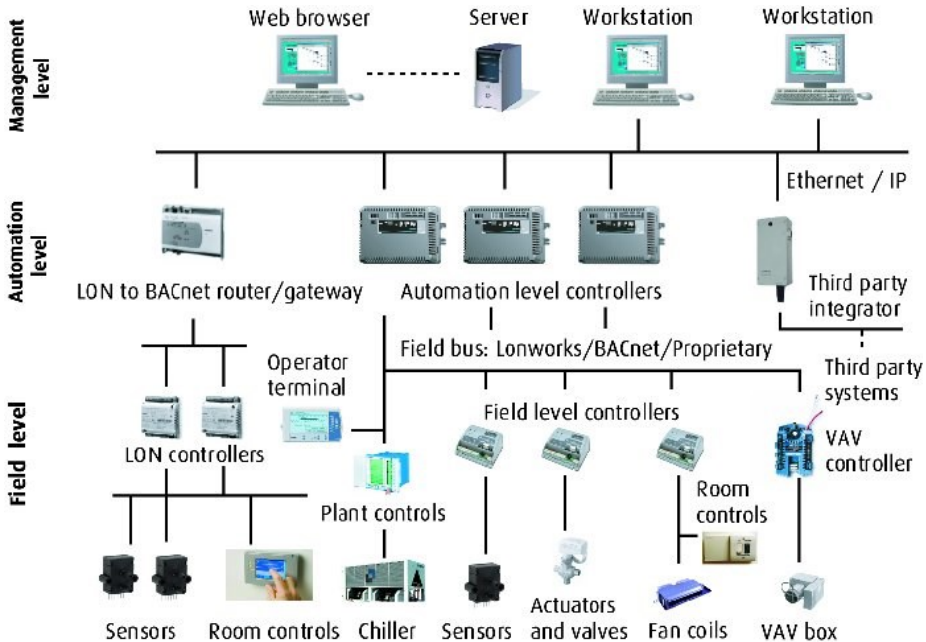 Management
level
Web browser
Server
Workstation
Workstation
Ethernet / IP
Automation
level
LON to BACnet router/gateway
Automation level controllers
Third party
integrator
Field bus: Lonworks/BACnet/Proprietary
Operator
terminal
Third party
systems
Field level
Field level controllers
LON controllers
VAV
controller
Plant controls
Room
controls
Sensors
Room controls
Chiller
Sensors
Actuators
and valves
Fan coils
VAV box